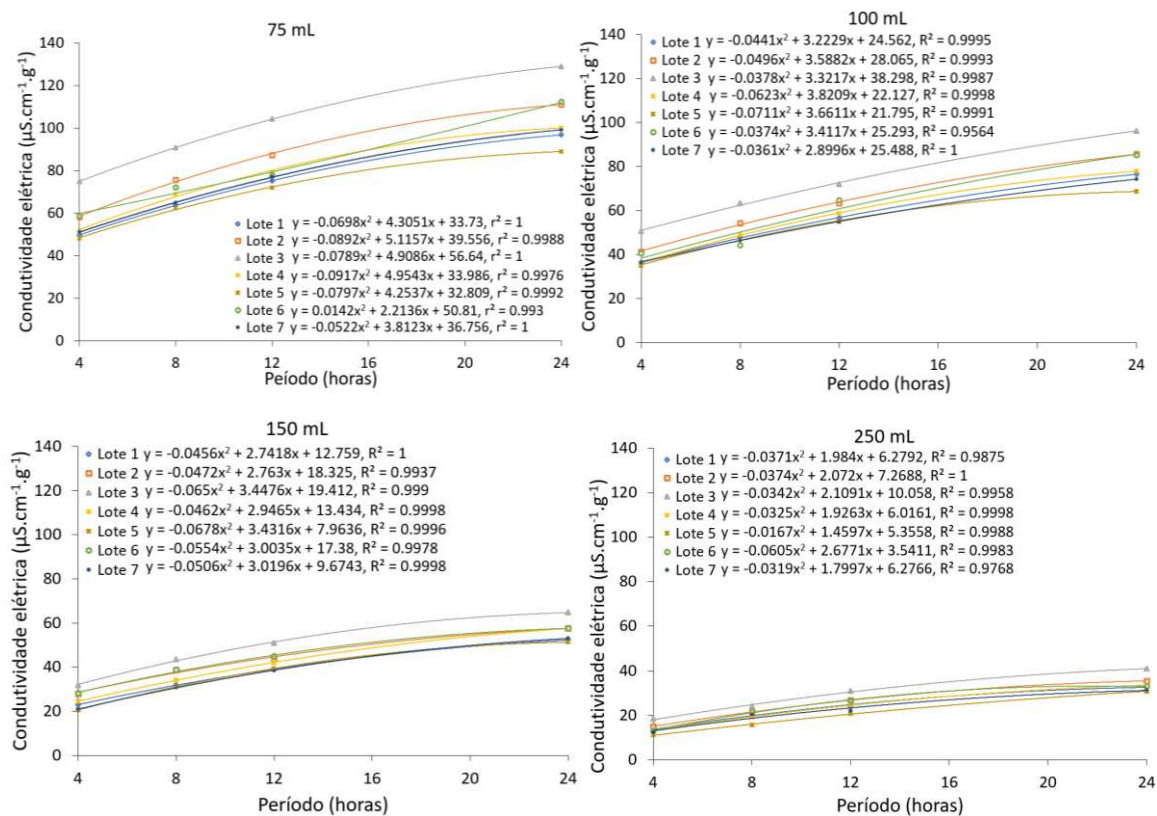 75 mL
Condutividade elétrica (µS.cm⁻¹.g⁻¹)
140
120
100
80
60
40
20
0
Lote 1 y = -0.0698x² + 4.3051x + 33.73, r² = 1
Lote 2 y = -0.0892x² + 5.1157x + 39.556, r² = 0.9988
Lote 3 y = -0.0789x² + 4.9086x + 56.64, r² = 1
Lote 4 y = -0.0917x² + 4.9543x + 33.986, r² = 0.9976
Lote 5 y = -0.0797x² + 4.2537x + 32.809, r² = 0.9992
Lote 6 y = 0.0142x² + 2.2136x + 50.81, r² = 0.993
Lote 7 y = -0.0522x² + 3.8123x + 36.756, r² = 1
4 8 12 16 20 24
Peíodo (horas)
100 mL
Condutividade elétrica (µS.cm⁻¹.g⁻¹)
140
120
100
80
60
40
20
0
Lote 1 y = -0.0441x² + 3.2229x + 24.562, R² = 0.9995
Lote 2 y = -0.0496x² + 3.5882x + 28.065, R² = 0.9993
Lote 3 y = -0.0378x² + 3.3217x + 38.298, R² = 0.9987
Lote 4 y = -0.0623x² + 3.8209x + 22.127, R² = 0.9998
Lote 5 y = -0.0711x² + 3.6611x + 21.795, R² = 0.9991
Lote 6 y = -0.0374x² + 3.4117x + 25.293, R² = 0.9564
Lote 7 y = -0.0361x² + 2.8996x + 25.488, R² = 1
4 8 12 16 20 24
Período (horas)
150 mL
Condutividade elétrica (µS.cm⁻¹.g⁻¹)
140
120
100
80
60
40
20
0
Lote 1 y = -0.0456x² + 2.7418x + 12.759, R² = 1
Lote 2 y = -0.0472x² + 2.763x + 18.325, R² = 0.9937
Lote 3 y = -0.065x² + 3.4476x + 19.412, R² = 0.999
Lote 4 y = -0.0462x² + 2.9465x + 13.434, R² = 0.9998
Lote 5 y = -0.0678x² + 3.4316x + 7.9636, R² = 0.9996
Lote 6 y = -0.0554x² + 3.0035x + 17.38, R² = 0.9978
Lote 7 y = -0.0506x² + 3.0196x + 9.6743, R² = 0.9998
4 8 12 16 20 24
Período (horas)
250 mL
Condutividade elétrica (µS.cm⁻¹.g⁻¹)
140
120
100
80
60
40
20
0
Lote 1 y = -0.0371x² + 1.984x + 6.2792, R² = 0.9875
Lote 2 y = -0.0374x² + 2.072x + 7.2688, R² = 1
Lote 3 y = -0.0342x² + 2.1091x + 10.058, R² = 0.9958
Lote 4 y = -0.0325x² + 1.9263x + 6.0161, R² = 0.9998
Lote 5 y = -0.0167x² + 1.4597x + 5.3558, R² = 0.9988
Lote 6 y = -0.0605x² + 2.6771x + 3.5411, R² = 0.9983
Lote 7 y = -0.0319x² + 1.7997x + 6.2766, R² = 0.9768
4 8 12 16 20 24
Período (horas)